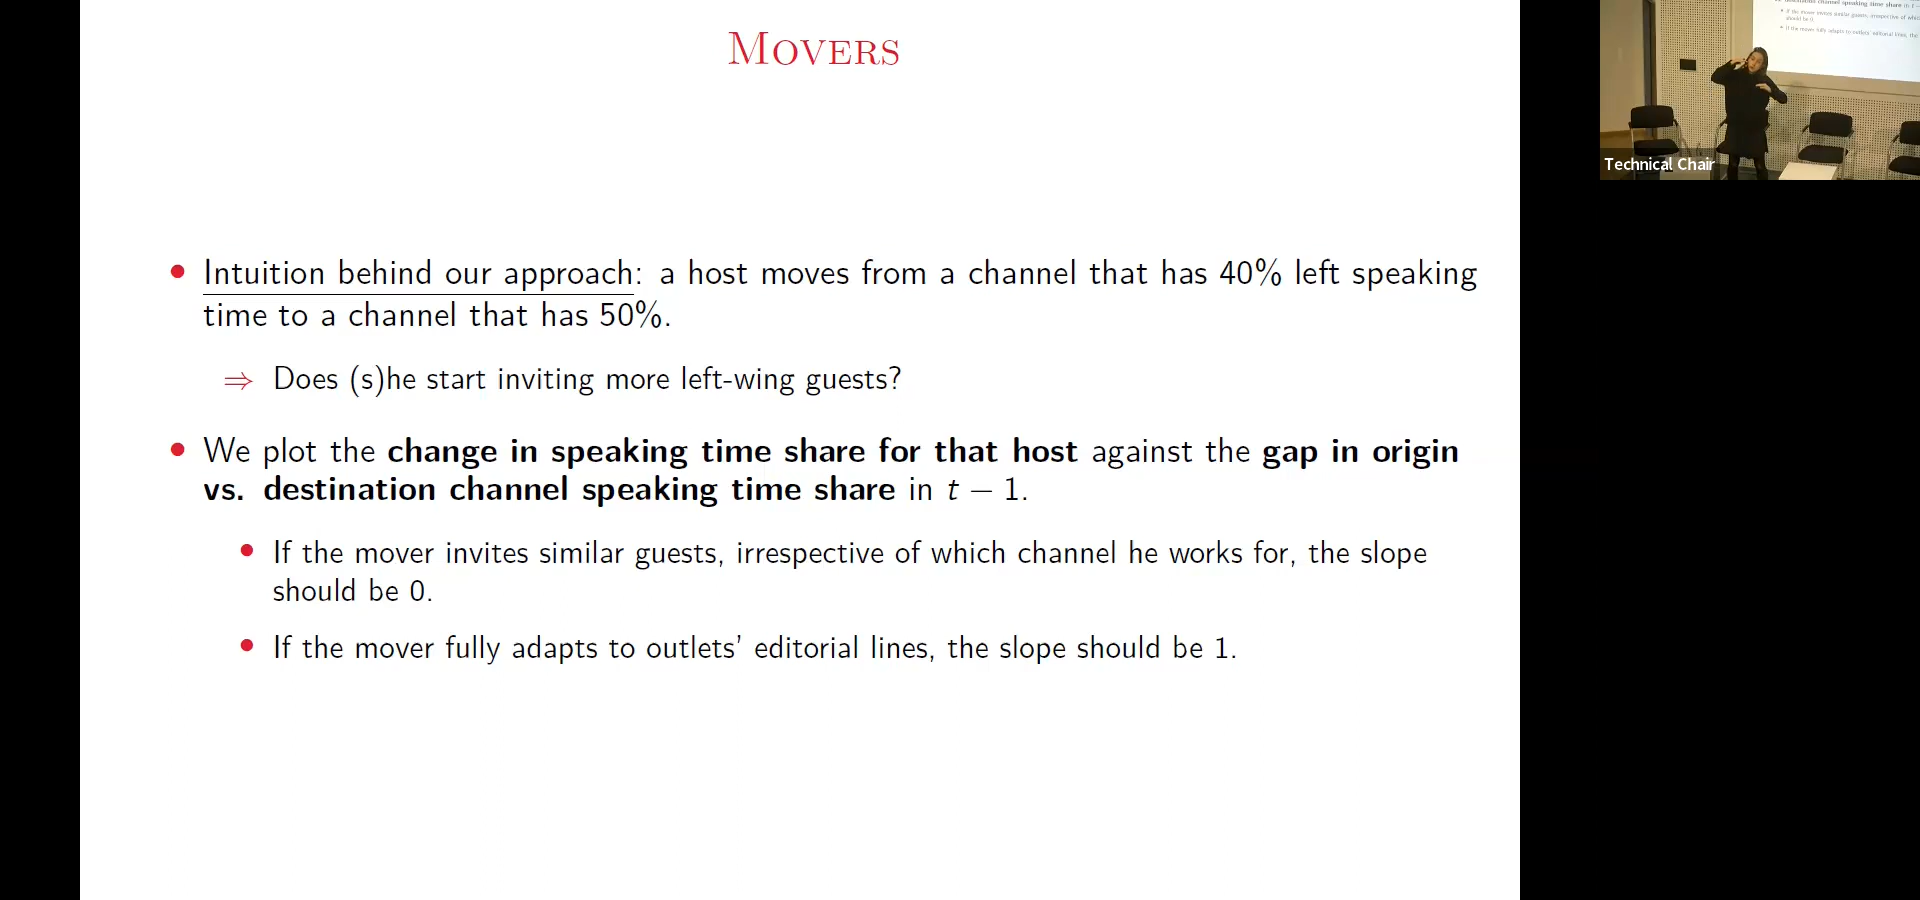 Movers
• Intuition behind our approach: a host moves from a channel that has 40% left speaking
time to a channel that has 50%.
⇒ Does (s)he start inviting more left-wing guests?
• We plot the change in speaking time share for that host against the gap in origin
vs. destination channel speaking time share in t − 1.
• If the mover invites similar guests, irrespective of which channel he works for, the slope
should be 0.
• If the mover fully adapts to outlets' editorial lines, the slope should be 1.
Technical Chair